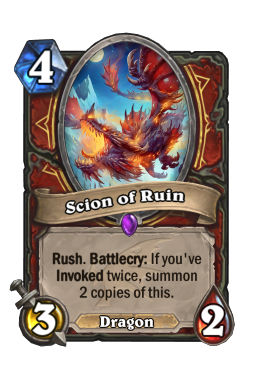 4
Scion of Ruin
Rush. Battlecry: If you've
Invoked twice, summon
2 copies of this.
3
Dragon
2